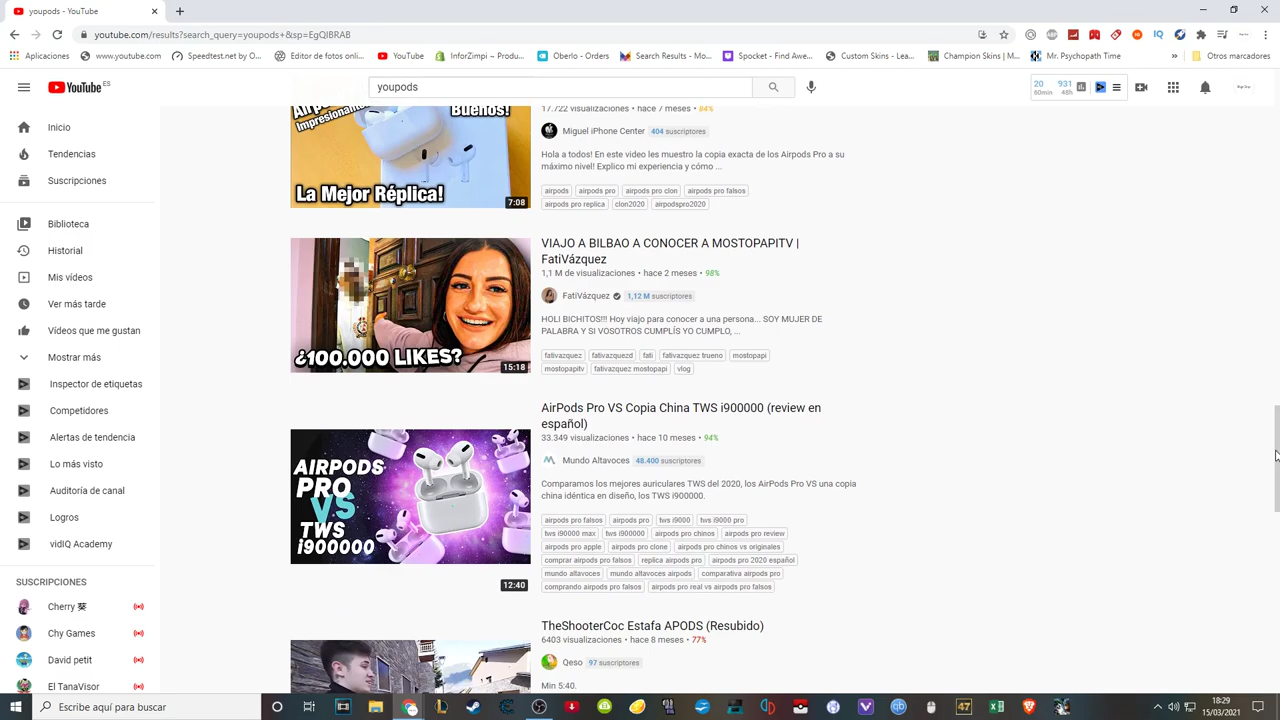 youpods - YouTube
youtube.com/results?search_query=youpods+&sp=EgQIBRAB
Aplicaciones
www.youtube.com
Speedtest.net by O...
Editor de fotos onli...
YouTube
InforZimpi - Produc...
Oberlo - Orders
Search Results - Mo...
Spocket - Find Awe...
Custom Skins - Lea...
Champion Skins | M...
Mr. Psychopath Time
»
Otros marcadores
YouTube ES
youpods
20
60min
931
48h
Inicio
Tendencias
Suscripciones
Biblioteca
Historial
Mis vídeos
Ver más tarde
Vídeos que me gustan
Mostrar más
Inspector de etiquetas
Competidores
Alertas de tendencia
Lo más visto
Auditoría de canal
Logros
vidIQ Academy
SUSCRIPCIONES
Cherry 葵
Chy Games
David petit
El TanaVisor
Impresionan
Buenos!
La Mejor Réplica!
7:08
17.722 visualizaciones • hace 7 meses • 84%
Miguel iPhone Center 404 suscriptores
Hola a todos! En este video les muestro la copia exacta de los Airpods Pro a su
máximo nivel! Explico mi experiencia y cómo ...
airpods airpods pro airpods pro clon airpods pro falsos
airpods pro replica clon2020 airpodspro2020
¿100.000 LIKES?
15:18
VIAJO A BILBAO A CONOCER A MOSTOPAPITV |
FatiVázquez
1,1 M de visualizaciones • hace 2 meses • 98%
FatiVázquez 1,12 M suscriptores
HOLI BICHITOS!!! Hoy viajo para conocer a una persona... SOY MUJER DE
PALABRA Y SI VOSOTROS CUMPLÍS YO CUMPLO, ...
fativazquez fativazquezd fati fativazquez trueno mostopapi
mostopapitv fativazquez mostopapi vlog
AIRPODS
PRO
VS
TWS
i900000
12:40
AirPods Pro VS Copia China TWS i900000 (review en
español)
33.349 visualizaciones • hace 10 meses • 94%
Mundo Altavoces 48.400 suscriptores
Comparamos los mejores auriculares TWS del 2020, los AirPods Pro VS una copia
china idéntica en diseño, los TWS i900000.
airpods pro falsos airpods pro tws i9000 tws i9000 pro
tws i90000 max tws i900000 airpods pro chinos airpods pro review
airpods pro apple airpods pro clone airpods pro chinos vs originales
comprar airpods pro falsos replica airpods pro airpods pro 2020 español
mundo altavoces mundo altavoces airpods comparativa airpods pro
comprando airpods pro falsos airpods pro real vs airpods pro falsos
TheShooterCoc Estafa APODS (Resubido)
6403 visualizaciones • hace 8 meses • 77%
Qeso 97 suscriptores
Min 5:40.
Escribe aquí para buscar
18:29
15/03/2021